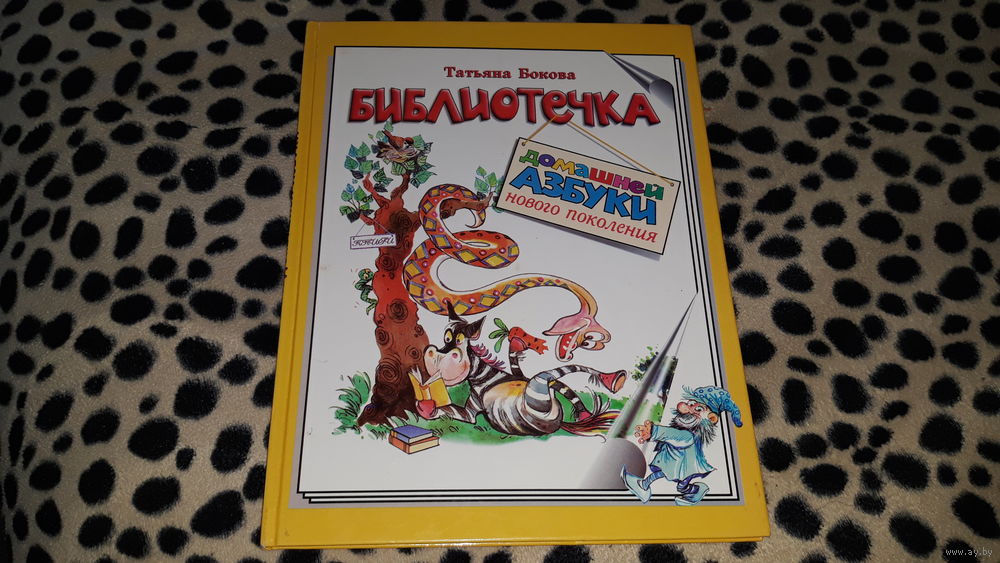 Татьяна Бокова
БИБЛИОТЕЧКА
домашней
АЗБУКИ
нового поколения
www.ay.by